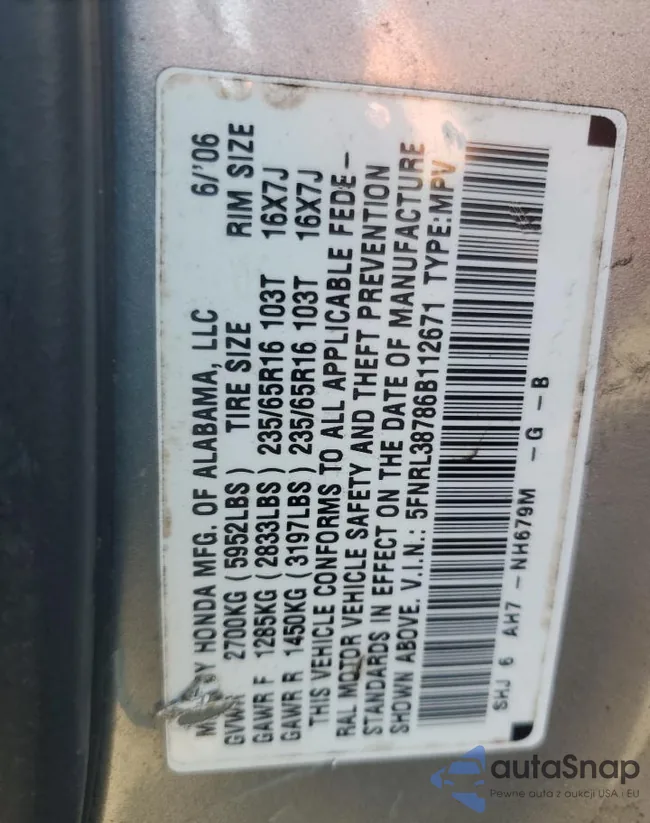 BY HONDA MFG. OF ALABAMA, LLC 6/'06
GVWR 2700KG (5952LBS) TIRE SIZE RIM SIZE
GAWR F 1285KG (2833LBS) 235/65R16 103T 16X7J
GAWR R 1450KG (3197LBS) 235/65R16 103T 16X7J
THIS VEHICLE CONFORMS TO ALL APPLICABLE FEDE-
RAL MOTOR VEHICLE SAFETY AND THEFT PREVENTION
STANDARDS IN EFFECT ON THE DATE OF MANUFACTURE
SHOWN ABOVE. V.I.N.: 5FNRL38786B112671 TYPE:MPV
SHJ 6 AH7 -NH679M -G -B
autaSnap
Pewne auta z aukcji USA i EU